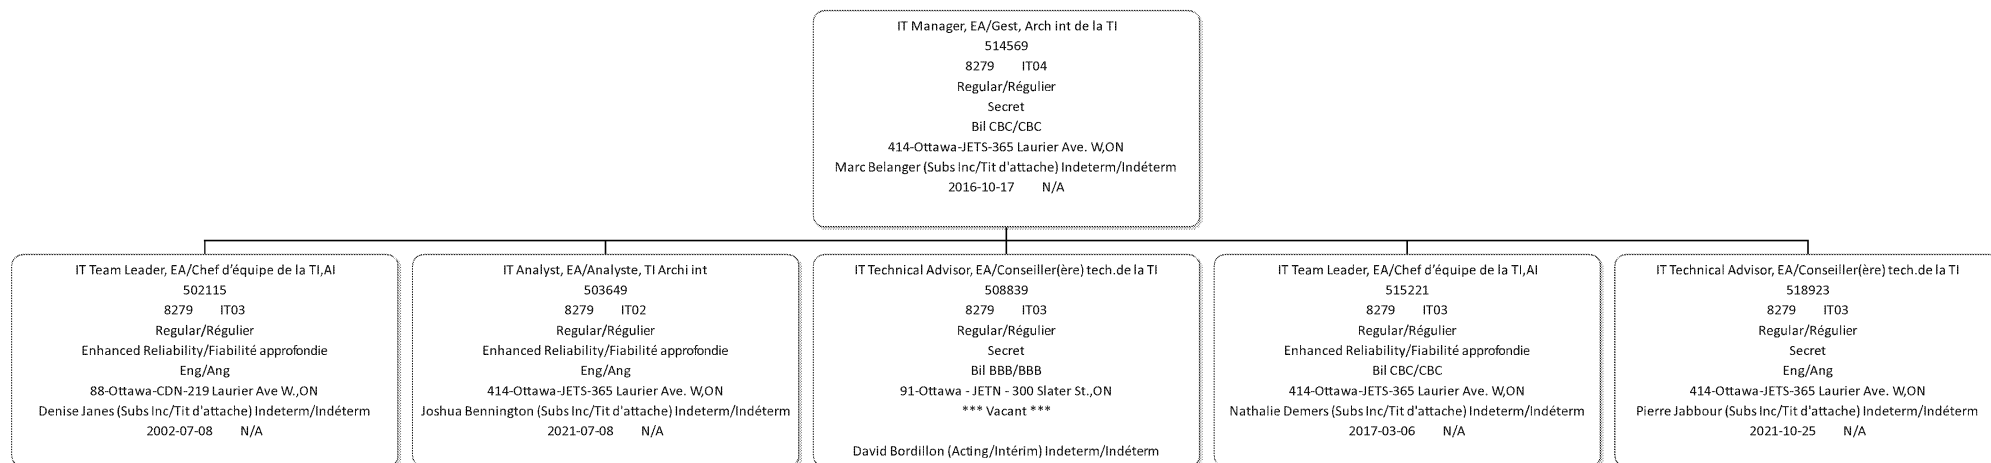 IT Manager, EA/Gest, Arch int de la TI
514569
8279 IT04
Regular/Régulier
Secret
Bil CBC/CBC
414-Ottawa-JETS-365 Laurier Ave. W,ON
Marc Belanger (Subs Inc/Tit d'attache) Indeterm/Indéterm
2016-10-17 N/A
IT Team Leader, EA/Chef d'équipe de la TI,AI
502115
8279 IT03
Regular/Régulier
Enhanced Reliability/Fiabilité approfondie
Eng/Ang
88-Ottawa-CDN-219 Laurier Ave W.,ON
Denise Janes (Subs Inc/Tit d'attache) Indeterm/Indéterm
2002-07-08 N/A
IT Analyst, EA/Analyste, TI Archi int
503649
8279 IT02
Regular/Régulier
Enhanced Reliability/Fiabilité approfondie
Eng/Ang
414-Ottawa-JETS-365 Laurier Ave. W,ON
Joshua Bennington (Subs Inc/Tit d'attache) Indeterm/Indéterm
2021-07-08 N/A
IT Technical Advisor, EA/Conseiller(ère) tech.de la TI
508839
8279 IT03
Regular/Régulier
Secret
Bil BBB/BBB
91-Ottawa - JETN - 300 Slater St.,ON
*** Vacant ***
David Bordillon (Acting/Intérim) Indeterm/Indéterm
IT Team Leader, EA/Chef d'équipe de la TI,AI
515221
8279 IT03
Regular/Régulier
Enhanced Reliability/Fiabilité approfondie
Bil CBC/CBC
414-Ottawa-JETS-365 Laurier Ave. W,ON
Nathalie Demers (Subs Inc/Tit d'attache) Indeterm/Indéterm
2017-03-06 N/A
IT Technical Advisor, EA/Conseiller(ère) tech.de la TI
518923
8279 IT03
Regular/Régulier
Secret
Eng/Ang
414-Ottawa-JETS-365 Laurier Ave. W,ON
Pierre Jabbour (Subs Inc/Tit d'attache) Indeterm/Indéterm
2021-10-25 N/A